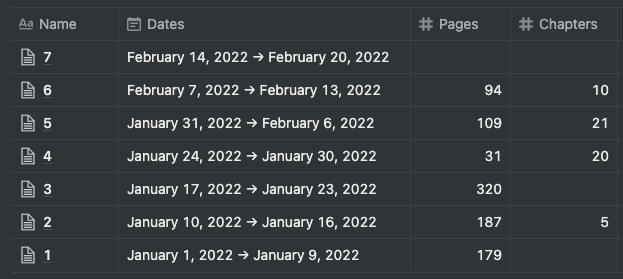 Aa Name Dates # Pages # Chapters
7 February 14, 2022 → February 20, 2022
6 February 7, 2022 → February 13, 2022 94 10
5 January 31, 2022 → February 6, 2022 109 21
4 January 24, 2022 → January 30, 2022 31 20
3 January 17, 2022 → January 23, 2022 320
2 January 10, 2022 → January 16, 2022 187 5
1 January 1, 2022 → January 9, 2022 179